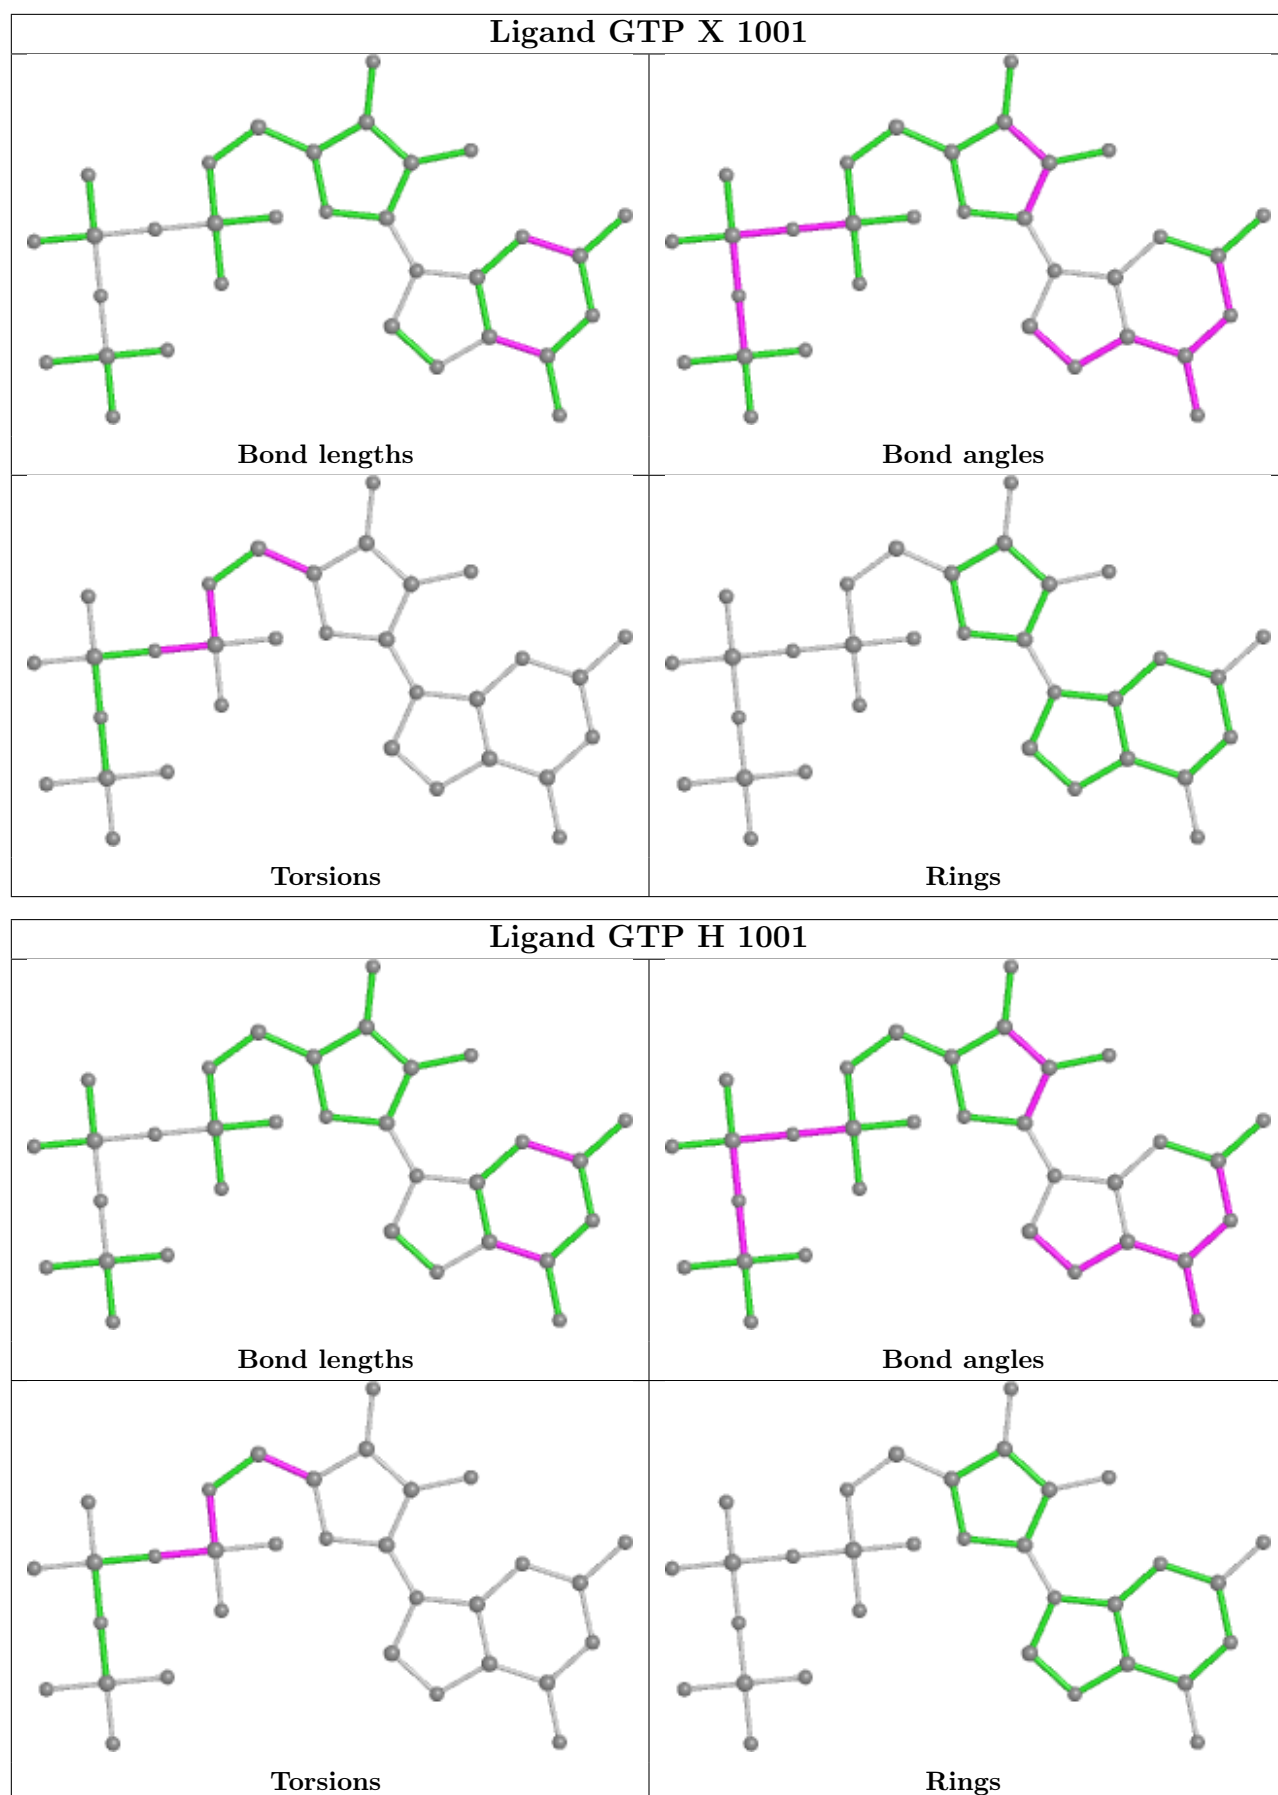 Ligand GTP X 1001
Bond lengths
Bond angles
Torsions
Rings
Ligand GTP H 1001
Bond lengths
Bond angles
Torsions
Rings